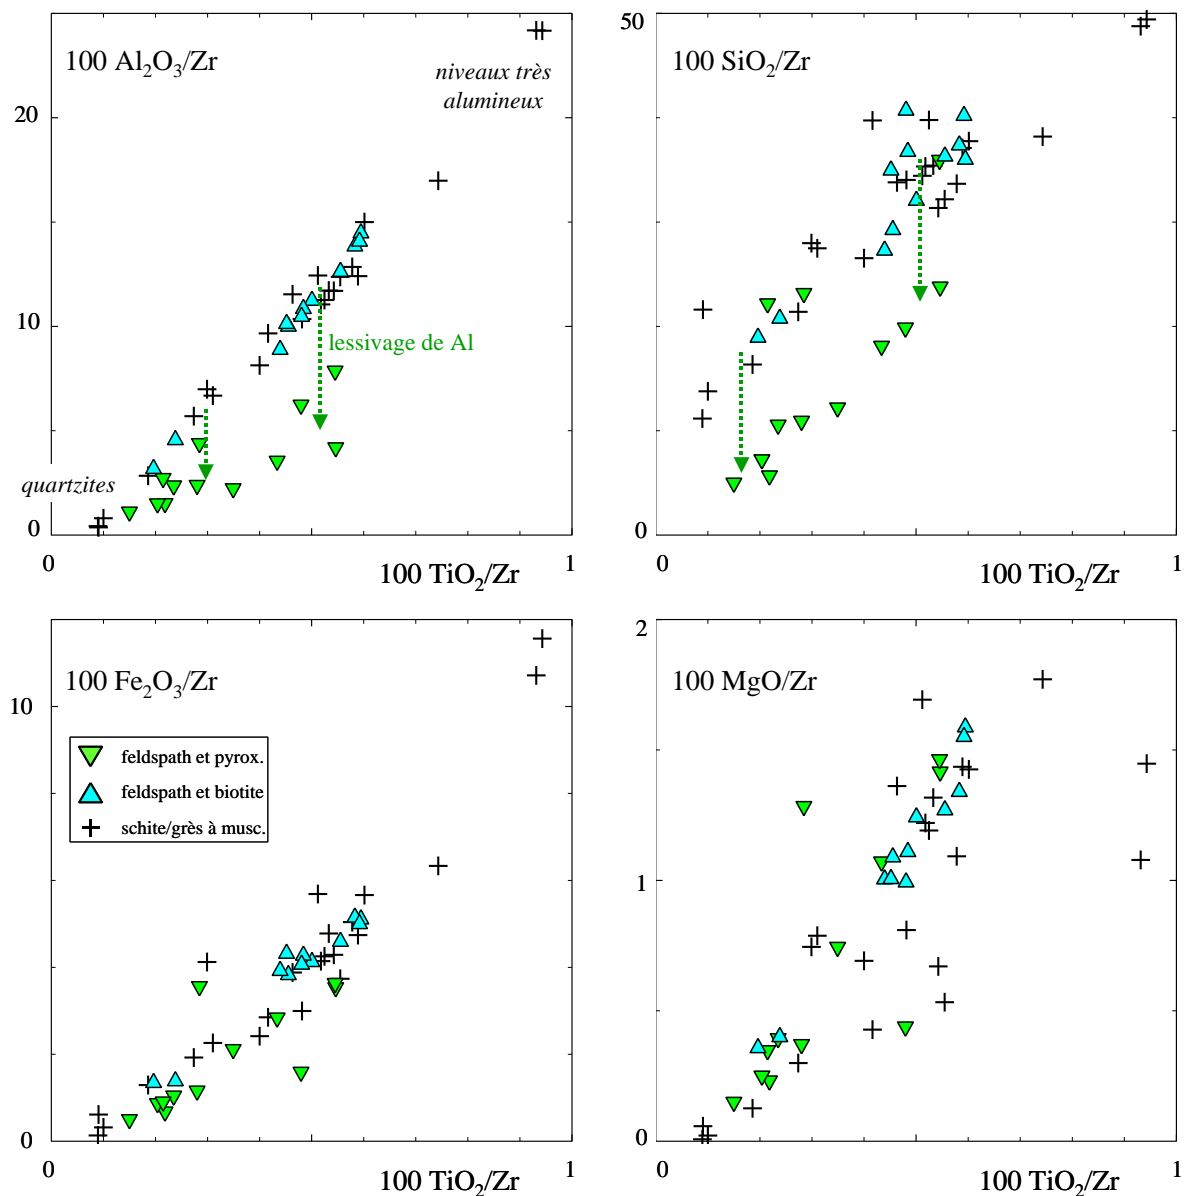 100 Al₂O₃/Zr
niveaux très
alumineux
20
10
lessivage de Al
quartzites
0
0
100 TiO₂/Zr
1
50
100 SiO₂/Zr
0
0
100 TiO₂/Zr
1
100 Fe₂O₃/Zr
10
feldspath et pyrox.
feldspath et biotite
schite/grès à musc.
0
0
100 TiO₂/Zr
1
2
100 MgO/Zr
1
0
0
100 TiO₂/Zr
1